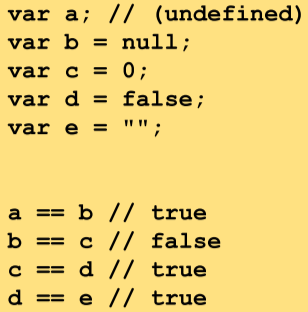 var a; // (undefined)
var b = null;
var c = 0;
var d = false;
var e = "";
a == b // true
b == c // false
c == d // true
d == e // true